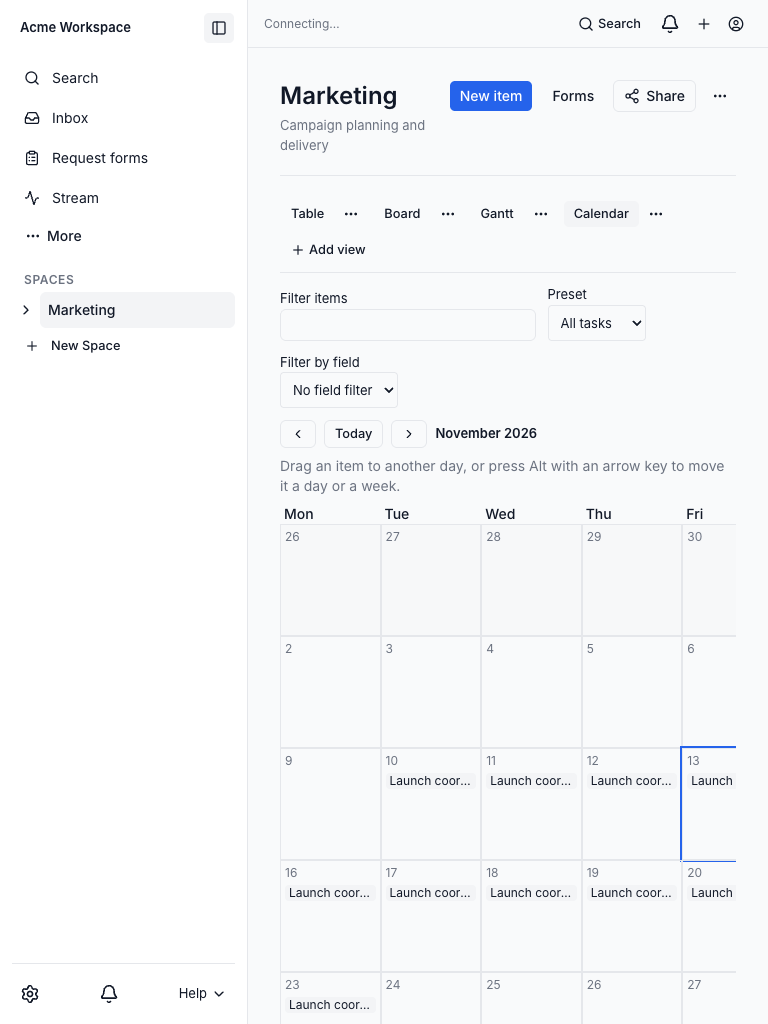 Acme Workspace
Connecting...
Search
Search
Inbox
Request forms
Stream
More
SPACES
Marketing
New Space
Help
Marketing
New item
Forms
Share
Campaign planning and
delivery
Table
Board
Gantt
Calendar
Add view
Filter items
Preset
All tasks
Filter by field
No field filter
Today
November 2026
Drag an item to another day, or press Alt with an arrow key to move
it a day or a week.
Mon Tue Wed Thu Fri
26 27 28 29 30
2 3 4 5 6
9 10 11 12 13
Launch coor... Launch coor... Launch coor... Launch
16 17 18 19 20
Launch coor... Launch coor... Launch coor... Launch coor... Launch
23 24 25 26 27
Launch coor...